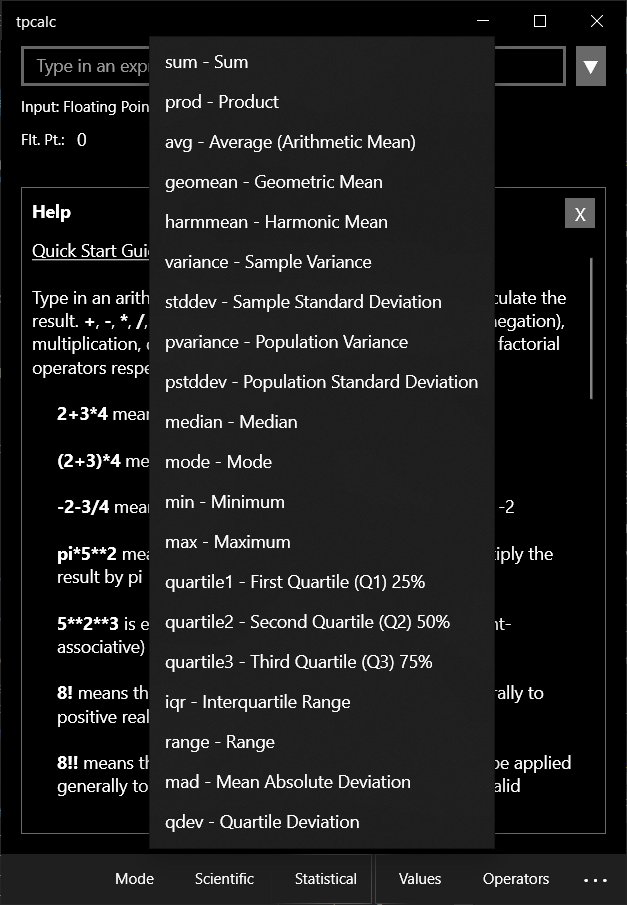 tpcalc
Type in an exp
Input: Floating Poin
Flt. Pt.: 0
sum - Sum
prod - Product
avg - Average (Arithmetic Mean)
geomean - Geometric Mean
harmmean - Harmonic Mean
variance - Sample Variance
stddev - Sample Standard Deviation
pvariance - Population Variance
pstddev - Population Standard Deviation
median - Median
mode - Mode
min - Minimum
max - Maximum
quartile1 - First Quartile (Q1) 25%
quartile2 - Second Quartile (Q2) 50%
quartile3 - Third Quartile (Q3) 75%
iqr - Interquartile Range
range - Range
mad - Mean Absolute Deviation
qdev - Quartile Deviation
Help
X
Quick Start Gui
Type in an arith culate the
result. +, -, *, /, negation),
multiplication, factorial
operators respe
2+3*4 mean
(2+3)*4 me
-2-3/4 mean -2
pi*5**2 mea tiply the
result by pi
5**2**3 is e nt-
associative)
8! means th rally to
positive real
8!! means th be applied
generally to alid
Mode Scientific Statistical Values Operators